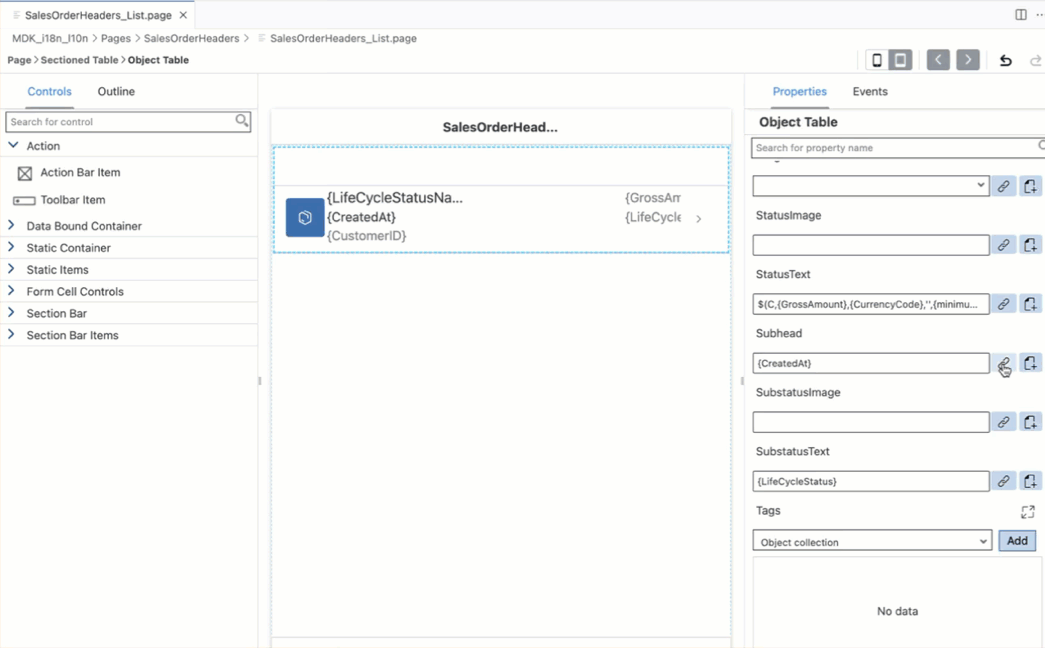 SalesOrderHeaders_List.page
MDK_i18n_l10n > Pages > SalesOrderHeaders > SalesOrderHeaders_List.page
Page > Sectioned Table > Object Table
Controls Outline
Search for control
Action
Action Bar Item
Toolbar Item
Data Bound Container
Static Container
Static Items
Form Cell Controls
Section Bar
Section Bar Items
SalesOrderHead...
{LifeCycleStatusNa...
{CreatedAt}
{CustomerID}
{GrossAm
{LifeCycle
Properties Events
Object Table
Search for property name
StatusImage
StatusText
$(C,{GrossAmount},{CurrencyCode},'',{minimu...
Subhead
{CreatedAt}
SubstatusImage
SubstatusText
{LifeCycleStatus}
Tags
Object collection
Add
No data